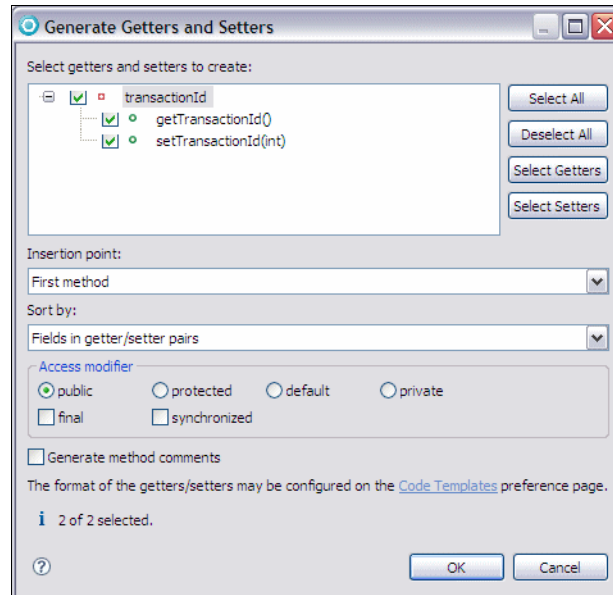 Generate Getters and Setters
Select getters and setters to create:
transactionId
getTransactionId()
setTransactionId(int)
Select All
Deselect All
Select Getters
Select Setters
Insertion point:
First method
Sort by:
Fields in getter/setter pairs
Access modifier
public protected default private
final synchronized
Generate method comments
The format of the getters/setters may be configured on the Code Templates preference page.
i 2 of 2 selected.
?
OK Cancel